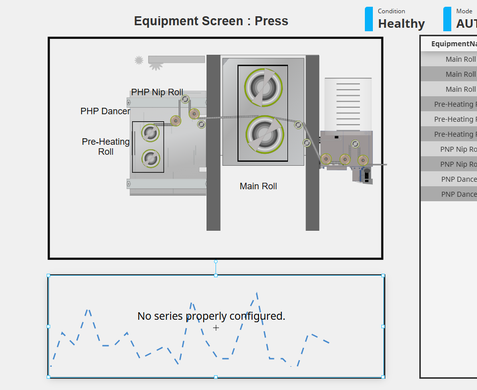 Equipment Screen : Press
Condition
Healthy
Mode
AUT
PHP Nip Roll
PHP Dancer
Pre-Heating
Roll
Main Roll
No series properly configured.
EquipmentNa
Main Roll
Main Roll
Main Roll
Pre-Heating R
Pre-Heating R
Pre-Heating R
PNP Nip Ro
PNP Nip Ro
PNP Dance
PNP Dance